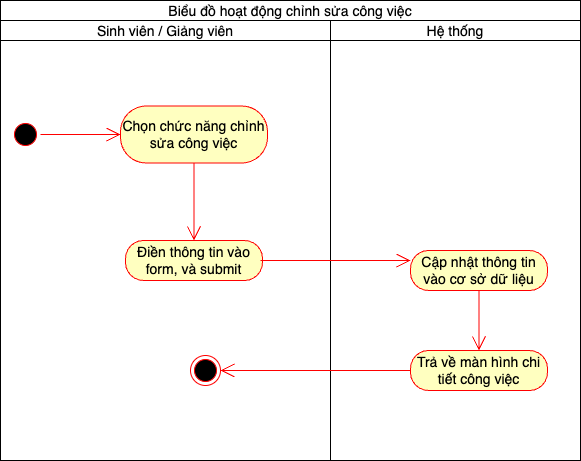 Biểu đồ hoạt động chỉnh sửa công việc
Sinh viên / Giảng viên
Hệ thống
Chọn chức năng chỉnh
sửa công việc
Điền thông tin vào
form, và submit
Cập nhật thông tin
vào cơ sở dữ liệu
Trả về màn hình chi
tiết công việc